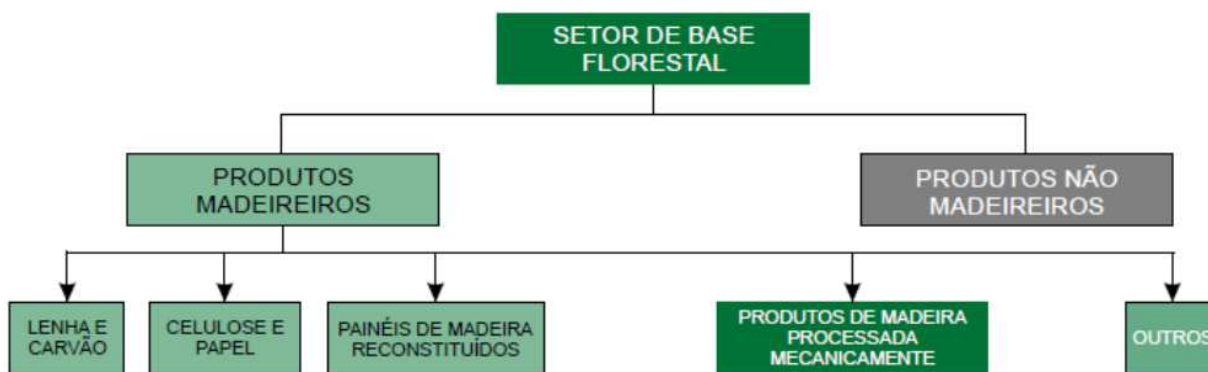 SETOR DE BASE
FLORESTAL
PRODUTOS
MADEIREIROS
PRODUTOS NÃO
MADEIREIROS
LENHA E
CARVÃO
CELULOSE E
PAPEL
PAINÉIS DE MADEIRA
RECONSTITUÍDOS
PRODUTOS DE MADEIRA
PROCESSADA
MECANICAMENTE
OUTROS